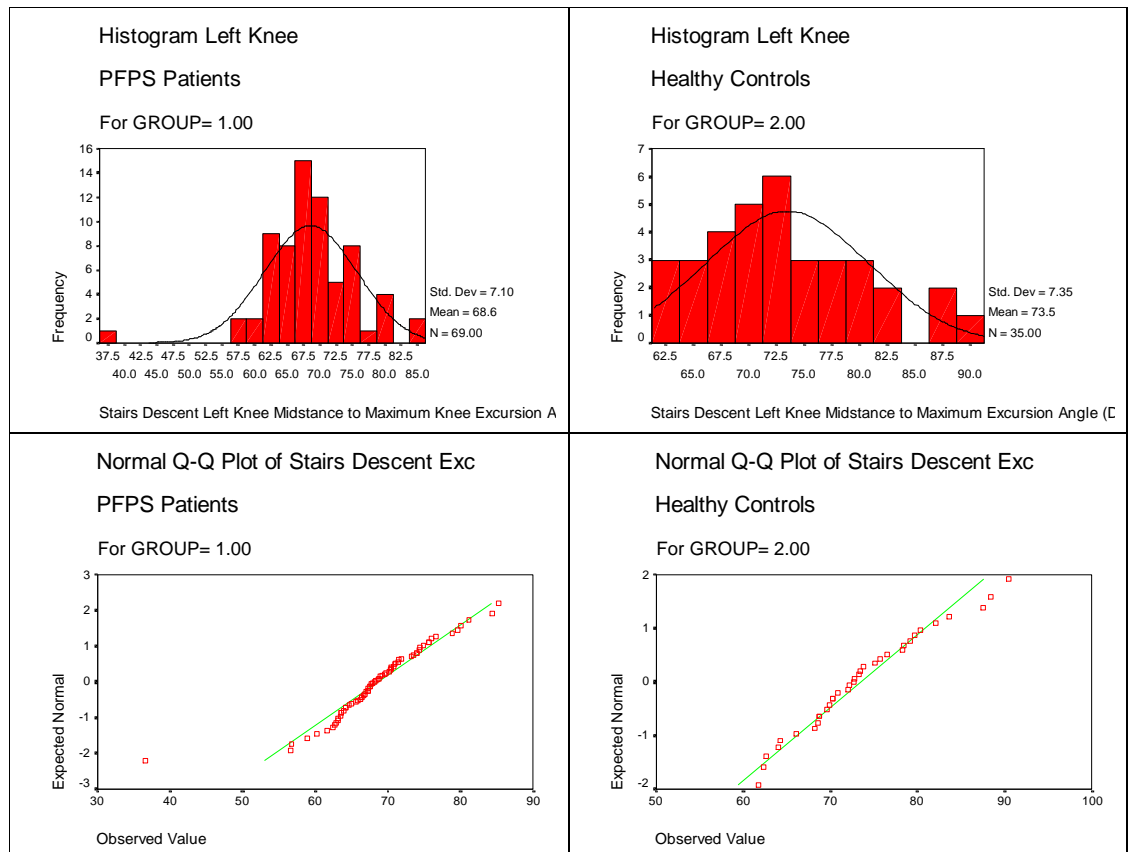 Histogram Left Knee
PFPS Patients
For GROUP= 1.00
16
14
12
10
8
6
4
2
0
Frequency
Std. Dev = 7.10
Mean = 68.6
N = 69.00
37.5 42.5 47.5 52.5 57.5 62.5 67.5 72.5 77.5 82.5
40.0 45.0 50.0 55.0 60.0 65.0 70.0 75.0 80.0 85.0
Stairs Descent Left Knee Midstance to Maximum Knee Excursion A
Histogram Left Knee
Healthy Controls
For GROUP= 2.00
7
6
5
4
3
2
1
0
Frequency
Std. Dev = 7.35
Mean = 73.5
N = 35.00
62.5 67.5 72.5 77.5 82.5 87.5
65.0 70.0 75.0 80.0 85.0 90.0
Stairs Descent Left Knee Midstance to Maximum Excursion Angle (D
Normal Q-Q Plot of Stairs Descent Exc
PFPS Patients
For GROUP= 1.00
3
2
1
0
-1
-2
-3
Expected Normal
30 40 50 60 70 80 90
Observed Value
Normal Q-Q Plot of Stairs Descent Exc
Healthy Controls
For GROUP= 2.00
2
1
0
-1
-2
Expected Normal
50 60 70 80 90 100
Observed Value